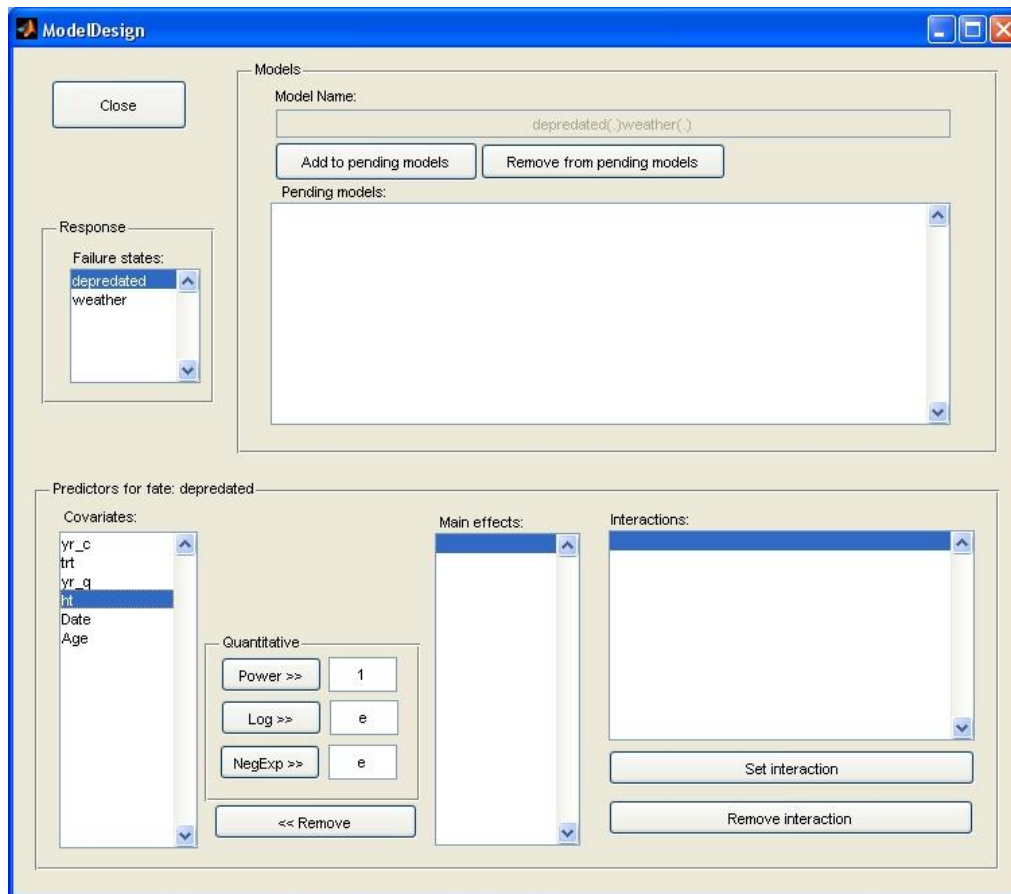 ModelDesign
Close
Models
Model Name:
depredated(.)weather(.)
Add to pending models
Remove from pending models
Pending models:
Response
Failure states:
depredated
weather
Predictors for fate: depredated
Covariates:
yr_c
trt
yr_q
ht
Date
Age
Quantitative
Power >>
1
Log >>
e
NegExp >>
e
<< Remove
Main effects:
Interactions:
Set interaction
Remove interaction